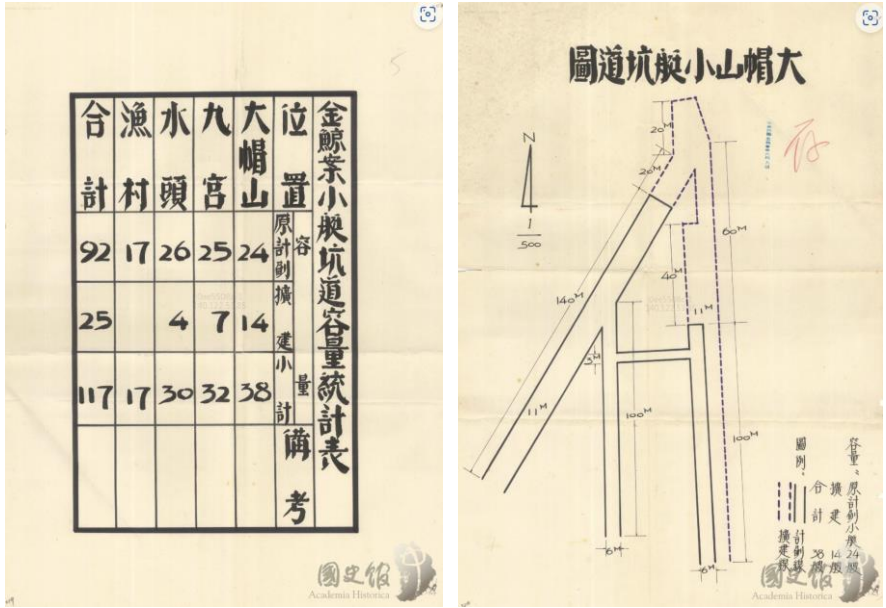 金鯨案小艇坑道容量統計表
位置 容量 原計劃 擴建 小計 備考
大帽山 24 14 38
九宮 25 7 32
水頭 26 4 30
漁村 17 17
合計 92 25 117
國史館
Academia Historica
大帽山小艇坑道圖
存
N
1
500
20M
20M
60M
40M
140M
11M
3M
11M
100M
100M
6M
6M
容量：原計劃小艇24艘
擴建 14艘
合計 38艘
圖例：
計劃線
擴建線
國史館
Academia Historica